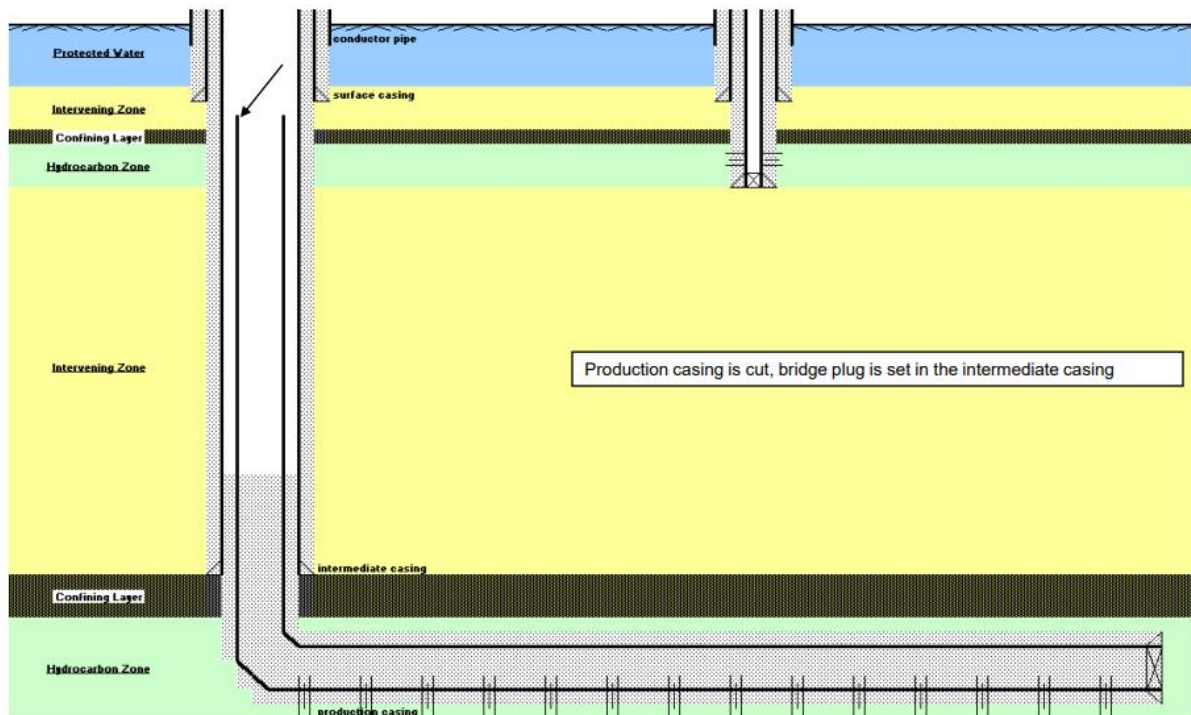 conductor pipe
Protected Water
surface casing
Intervening Zone
Confining Layer
Hydrocarbon Zone
Intervening Zone
Production casing is cut, bridge plug is set in the intermediate casing
intermediate casing
Confining Layer
Hydrocarbon Zone
production casing